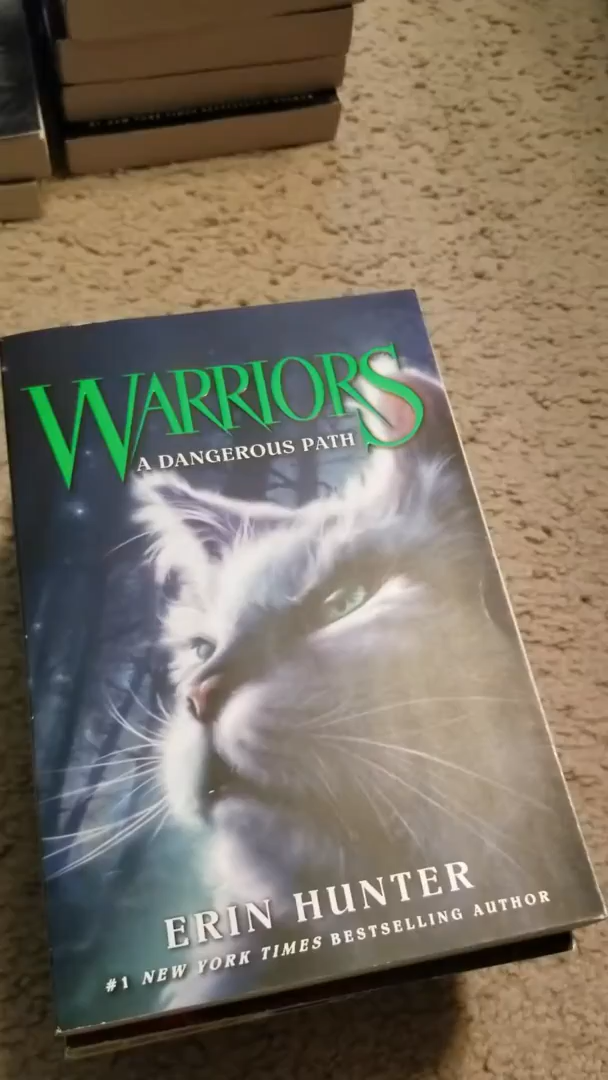 WARRIORS
A DANGEROUS PATH
ERIN HUNTER
#1 NEW YORK TIMES BESTSELLING AUTHOR